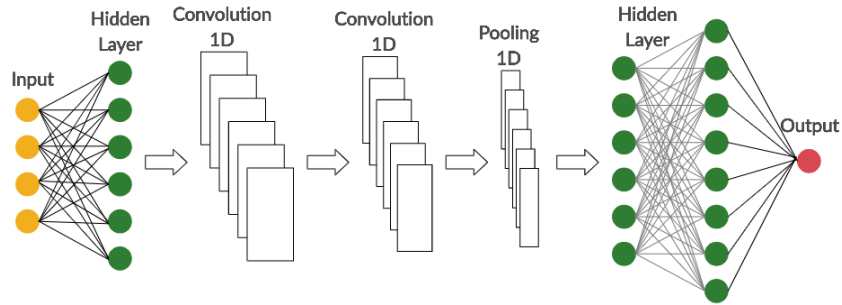 Input
Hidden
Layer
Convolution
1D
Convolution
1D
Pooling
1D
Hidden
Layer
Output